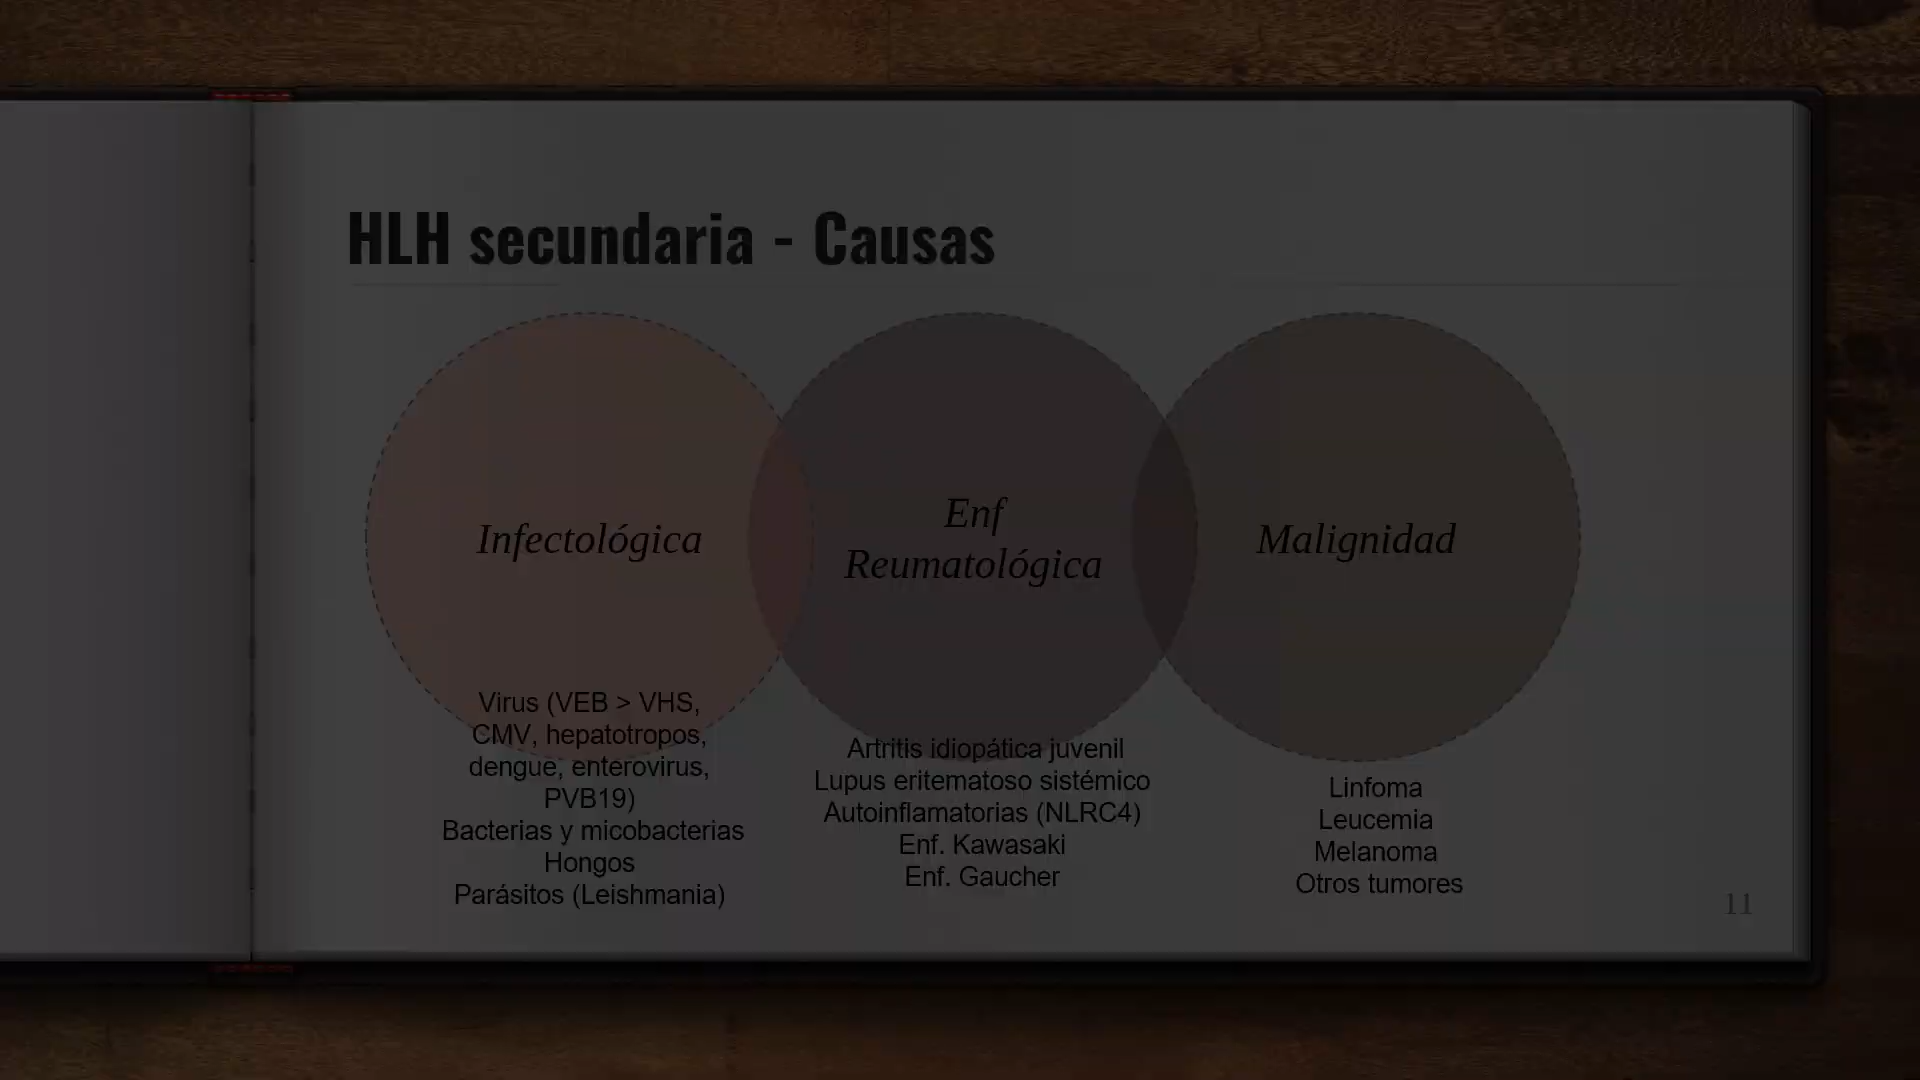 HLH secundaria - Causas
Infectológica
Enf
Reumatológica
Malignidad
Virus (VEB > VHS,
CMV, hepatotropos,
dengue, enterovirus,
PVB19)
Bacterias y micobacterias
Hongos
Parásitos (Leishmania)
Artritis idiopática juvenil
Lupus eritematoso sistémico
Autoinflamatorias (NLRC4)
Enf. Kawasaki
Enf. Gaucher
Linfoma
Leucemia
Melanoma
Otros tumores
11